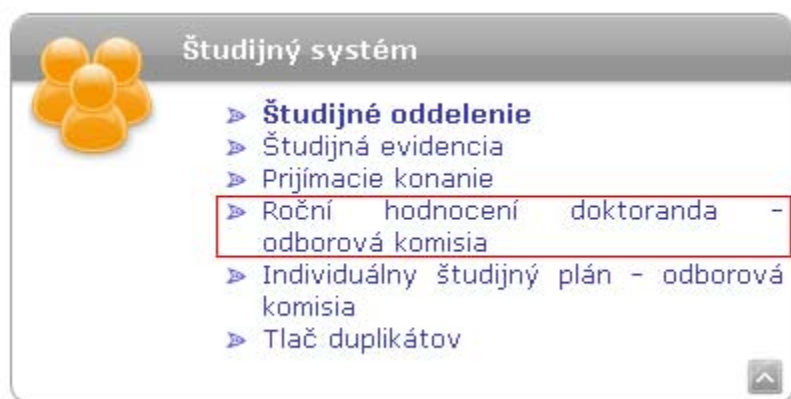 Študijný systém
Študijné oddelenie
Študijná evidencia
Prijímacie konanie
Roční hodnocení doktoranda –
odborová komisia
Individuálny študijný plán – odborová
komisia
Tlač duplikátov